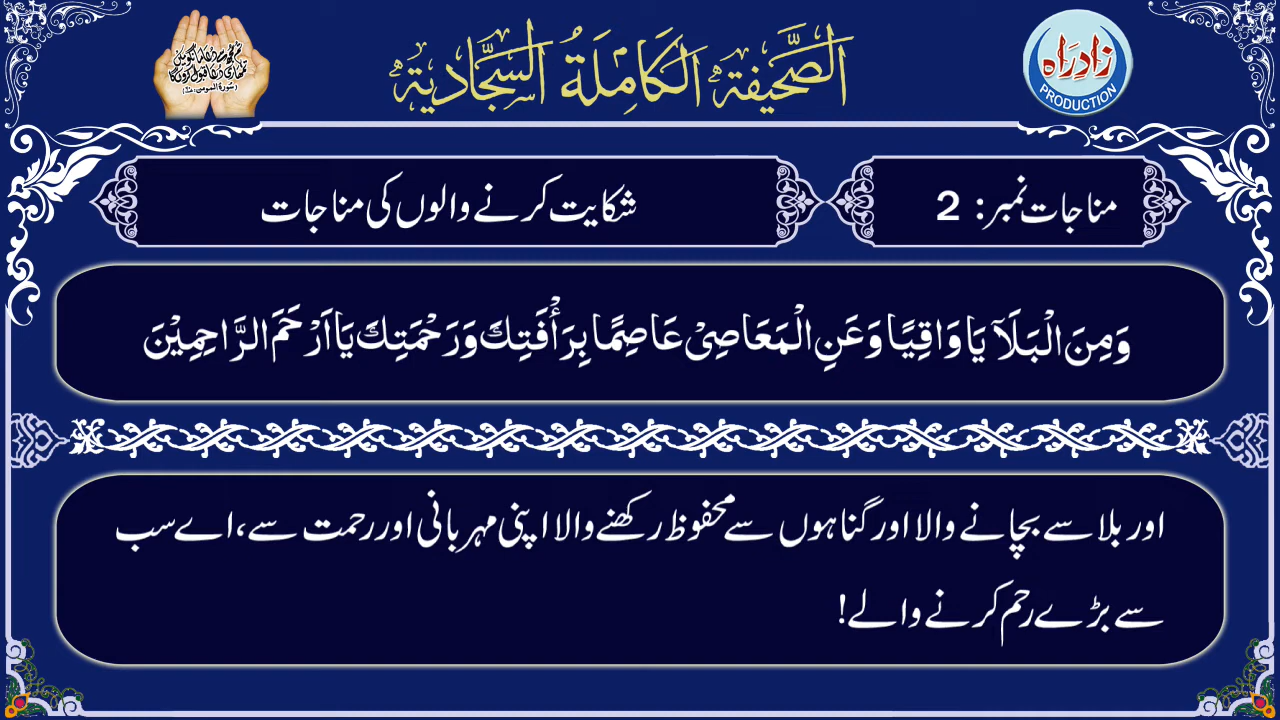 الصَّحِيفَةُ الكَامِلَةُ السَّجَّادِيَّةُ
زادِرَاہ
PRODUCTION
مناجات نمبر: 2
شکایت کرنے والوں کی مناجات
وَمِنَ الْبَلَآ يَا وَاقِيًا وَعَنِ الْمَعَاصِيْ عَاصِمًا بِرَأْفَتِكَ وَرَحْمَتِكَ يَا اَرْحَمَ الرَّاحِمِيْنَ
اور بلا سے بچانے والا اور گناہوں سے محفوظ رکھنے والا اپنی مہربانی اور رحمت سے، اے سب
سے بڑے رحم کرنے والے!